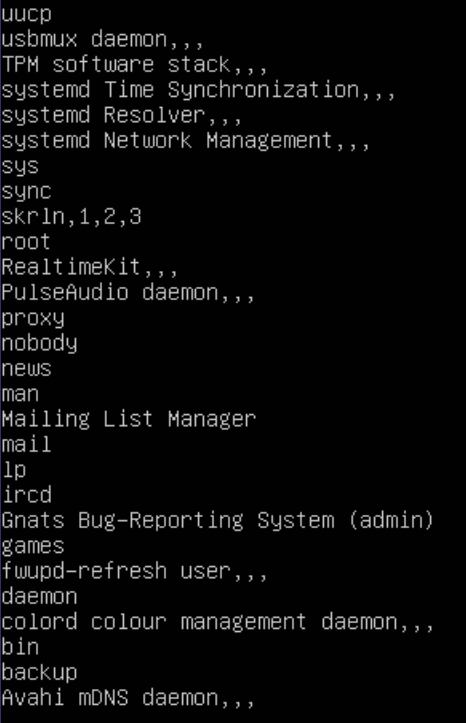 uucp
usbmux daemon,,,
TPM software stack,,,
systemd Time Synchronization,,,
systemd Resolver,,,
systemd Network Management,,,
sys
sync
skrln,1,2,3
root
RealtimeKit,,,
PulseAudio daemon,,,
proxy
nobody
news
man
Mailing List Manager
mail
lp
ircd
Gnats Bug-Reporting System (admin)
games
fwupd-refresh user,,,
daemon
colord colour management daemon,,,
bin
backup
Avahi mDNS daemon,,,